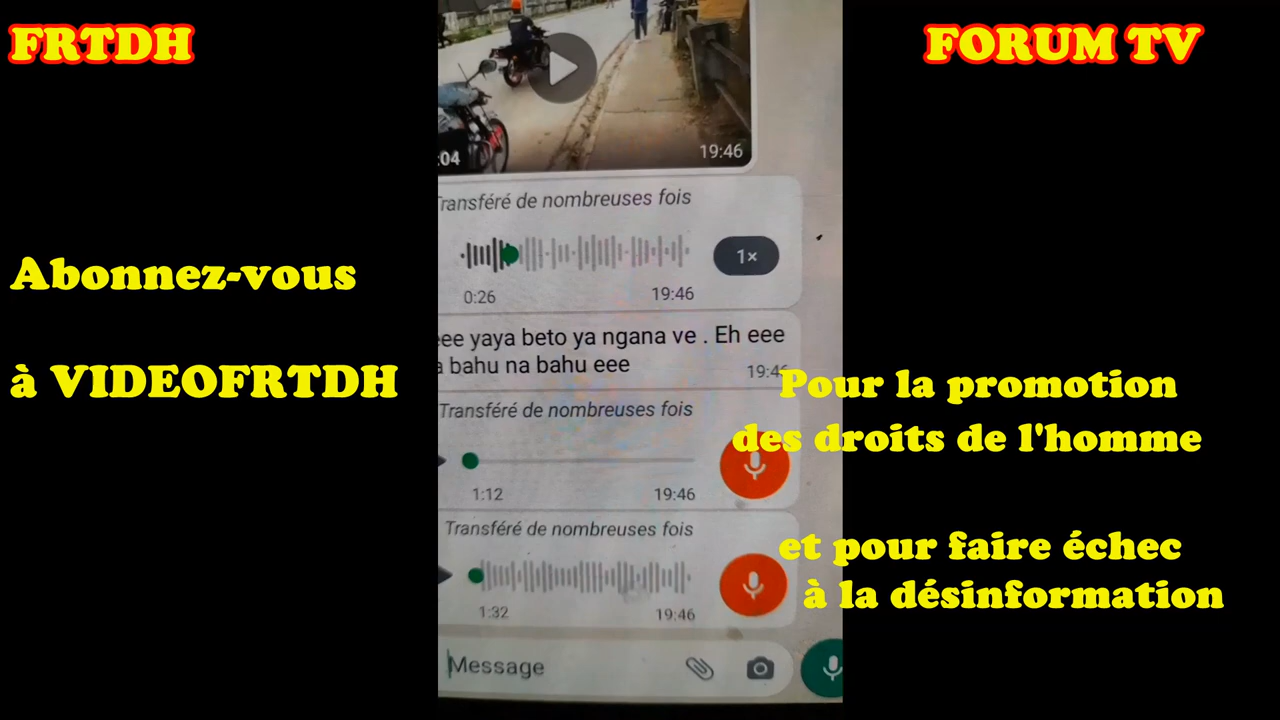 FRTDH
FORUM TV
:04
19:46
Transféré de nombreuses fois
1×
0:26
19:46
eee yaya beto ya ngana ve . Eh eee
a bahu na bahu eee
Abonnez-vous
à VIDEOFRTDH
Pour la promotion
des droits de l'homme
Transféré de nombreuses fois
1:12
19:46
Transféré de nombreuses fois
et pour faire échec
à la désinformation
1:32
19:46
Message